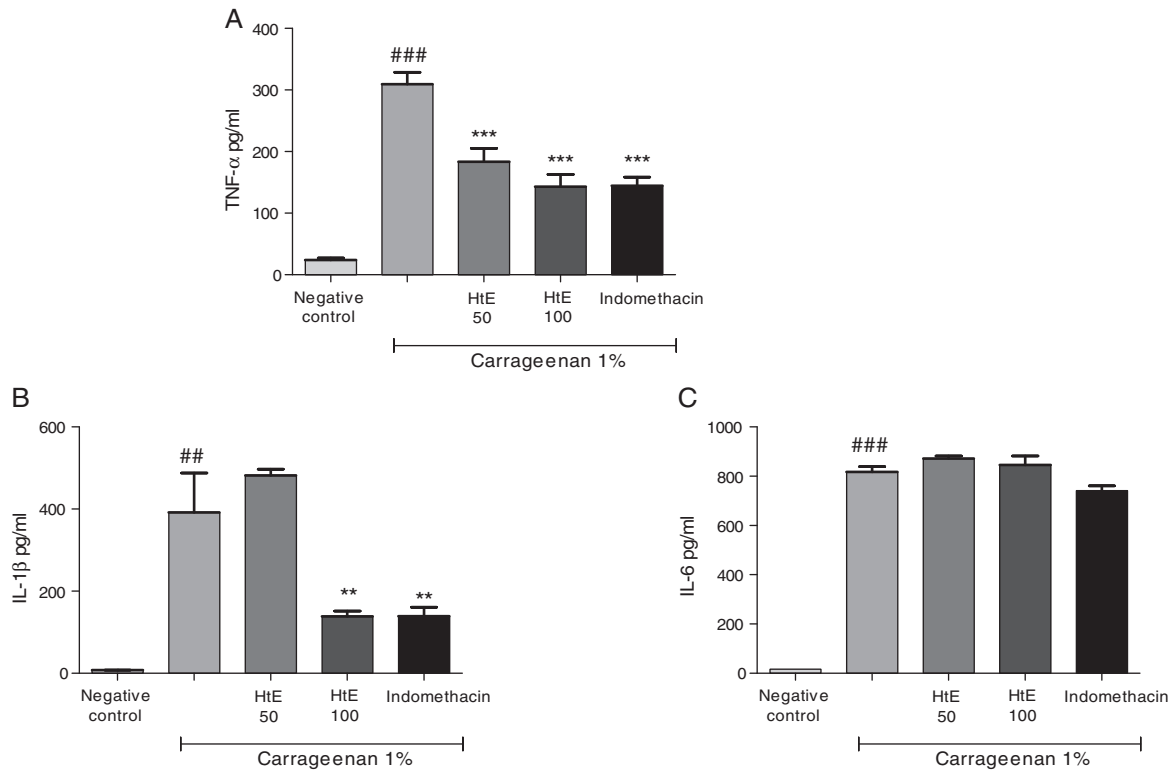 A
TNF-α pg/ml
400
300
200
100
0
###
***
***
***
Negative
control
HtE
50
HtE
100
Indomethacin
Carrageenan 1%
B
IL-1β pg/ml
600
400
200
0
##
**
**
Negative
control
HtE
50
HtE
100
Indomethacin
Carrageenan 1%
C
IL-6 pg/ml
1000
800
600
400
200
0
###
Negative
control
HtE
50
HtE
100
Indomethacin
Carrageenan 1%